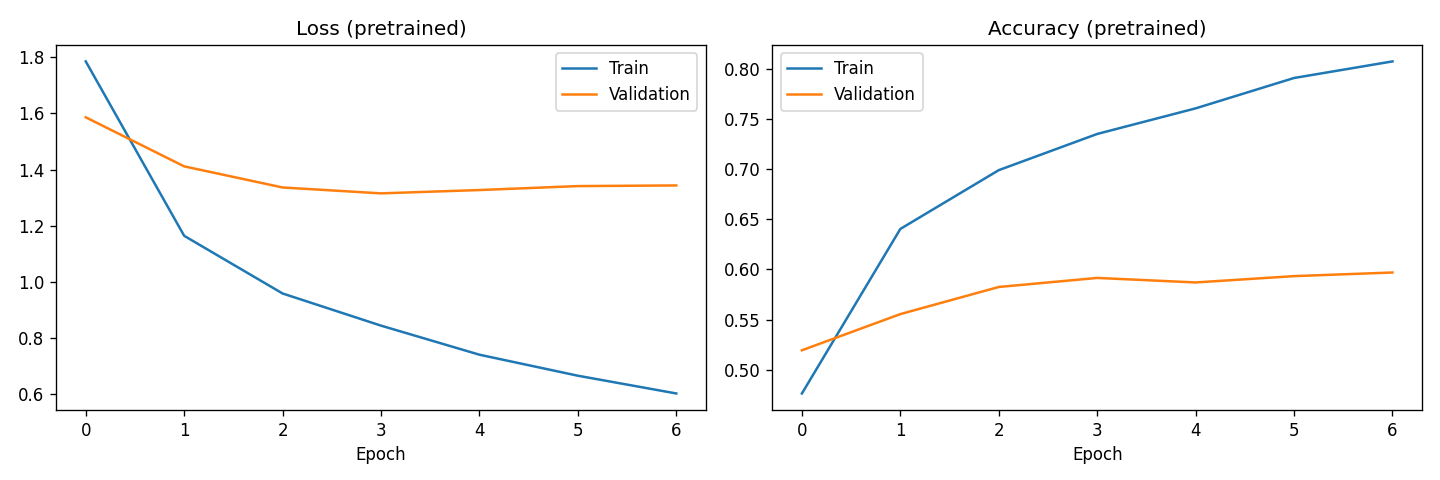 Loss (pretrained)
1.8
1.6
1.4
1.2
1.0
0.8
0.6
Train
Validation
0 1 2 3 4 5 6
Epoch
Accuracy (pretrained)
0.80
0.75
0.70
0.65
0.60
0.55
0.50
Train
Validation
0 1 2 3 4 5 6
Epoch